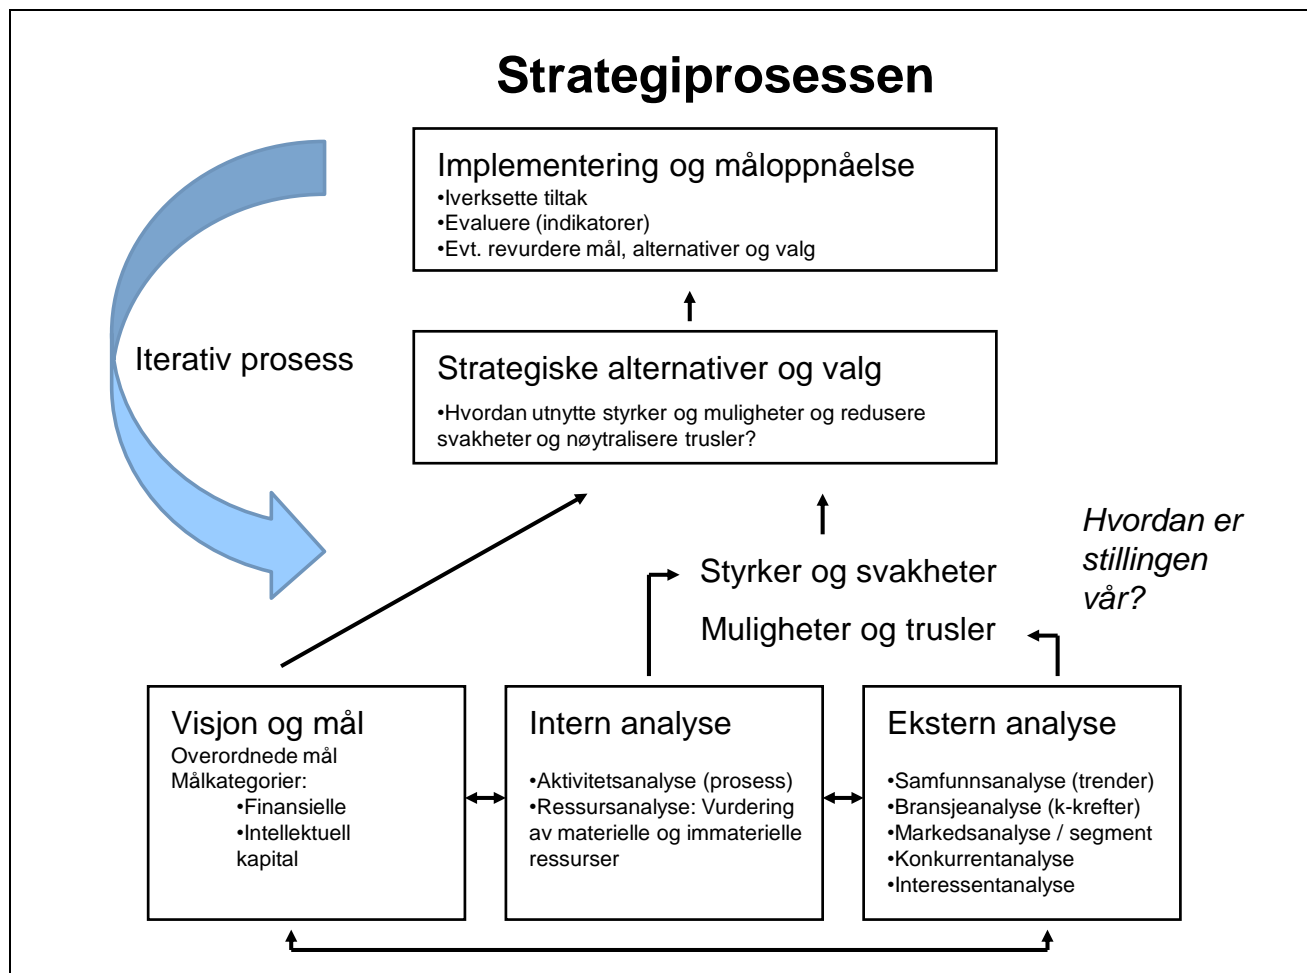 Strategiprosessen
Implementering og måloppnåelse
•Iverksette tiltak
•Evaluere (indikatorer)
•Evt. revurdere mål, alternativer og valg
Iterativ prosess
Strategiske alternativer og valg
•Hvordan utnytte styrker og muligheter og redusere
svakheter og nøytralisere trusler?
Hvordan er
stillingen
vår?
Styrker og svakheter
Muligheter og trusler
Visjon og mål
Overordnede mål
Målkategorier:
•Finansielle
•Intellektuell
kapital
Intern analyse
•Aktivitetsanalyse (prosess)
•Ressursanalyse: Vurdering
av materielle og immaterielle
ressurser
Ekstern analyse
•Samfunnsanalyse (trender)
•Bransjeanalyse (k-krefter)
•Markedsanalyse / segment
•Konkurrentanalyse
•Interessentanalyse